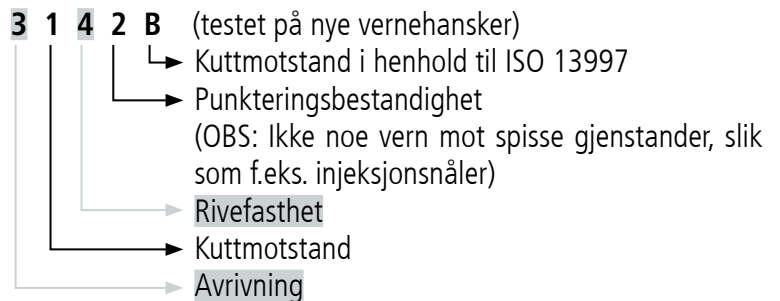 3 1 4 2 B (testet på nye vernehansker)
Kuttmotstand i henhold til ISO 13997
Punkteringsbestandighet
(OBS: Ikke noe vern mot spisse gjenstander, slik
som f.eks. injeksjonsnåler)
Rivefasthet
Kuttmotstand
Avrivning